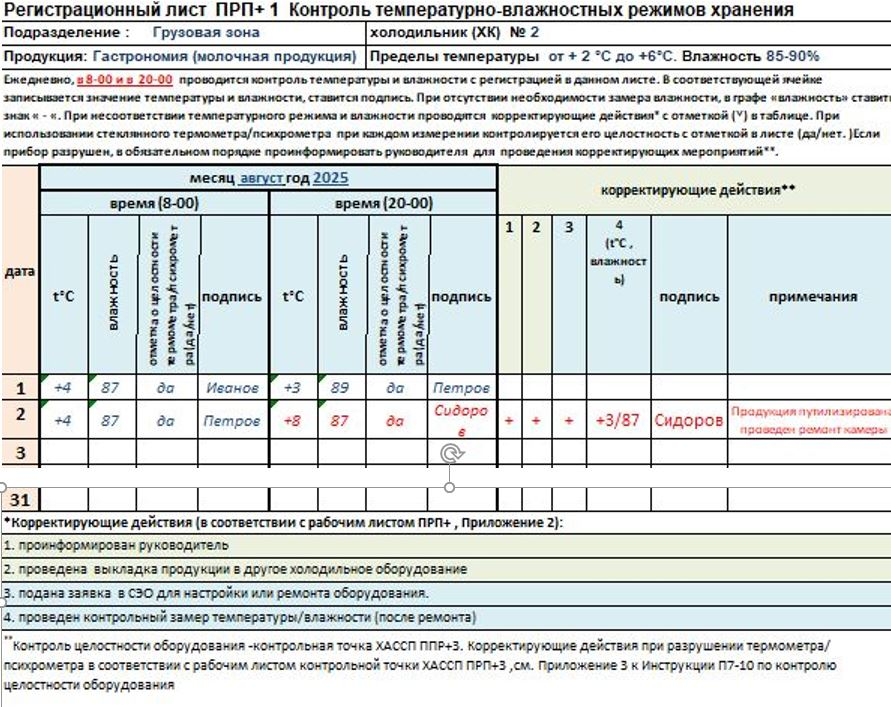 Регистрационный лист ПРП+ 1 Контроль температурно-влажностных режимов хранения
Подразделение : Грузовая зона холодильник (ХК) № 2
Продукция: Гастрономия (молочная продукция) Пределы температуры от + 2 °С до +6°С. Влажность 85-90%
Ежедневно, в 8-00 и в 20-00 проводится контроль температуры и влажности с регистрацией в данном листе. В соответствующей ячейке
записывается значение температуры и влажности, ставится подпись. При отсутствии необходимости замера влажности, в графе «влажность» ставит
знак « - «. При несоответствии температурного режима и влажности проводятся корректирующие действия* с отметкой (ᵛ) в таблице. При
использовании стеклянного термометра/психрометра при каждом измерении контролируется его целостность с отметкой в листе (да/нет. )Если
прибор разрушен, в обязательном порядке проинформировать руководителя для проведения корректирующих мероприятий**.
месяц август год 2025
корректирующие действия**
время (8-00) время (20-00)
дата
t°С
влажность
отметка о целостности
термометра/психромет
ра(да/нет)
подпись
t°С
влажность
отметка о целостности
термометра/психромет
ра(да/нет)
подпись
1 2 3 4
(t°С ,
влажност
ь)
подпись
примечания
1 +4 87 да Иванов +3 89 да Петров
2 +4 87 да Петров +8 87 да Сидоро
в
+ + + +3/87 Сидоров Продукция путилизирована
проведен ремонт камеры
3
31
*Корректирующие действия (в соответствии с рабочим листом ПРП+ , Приложение 2):
1. проинформирован руководитель
2. проведена выкладка продукции в другое холодильное оборудование
3. подана заявка в СЭО для настройки или ремонта оборудования.
4. проведен контрольный замер температуры/влажности (после ремонта)
**Контроль целостности оборудования -контрольная точка ХАССП ППР+3. Корректирующие действия при разрушении термометра/
психрометра в соответствии с рабочим листом контрольной точки ХАССП ПРП+3 ,см. Приложение 3 к Инструкции П7-10 по контролю
целостности оборудования